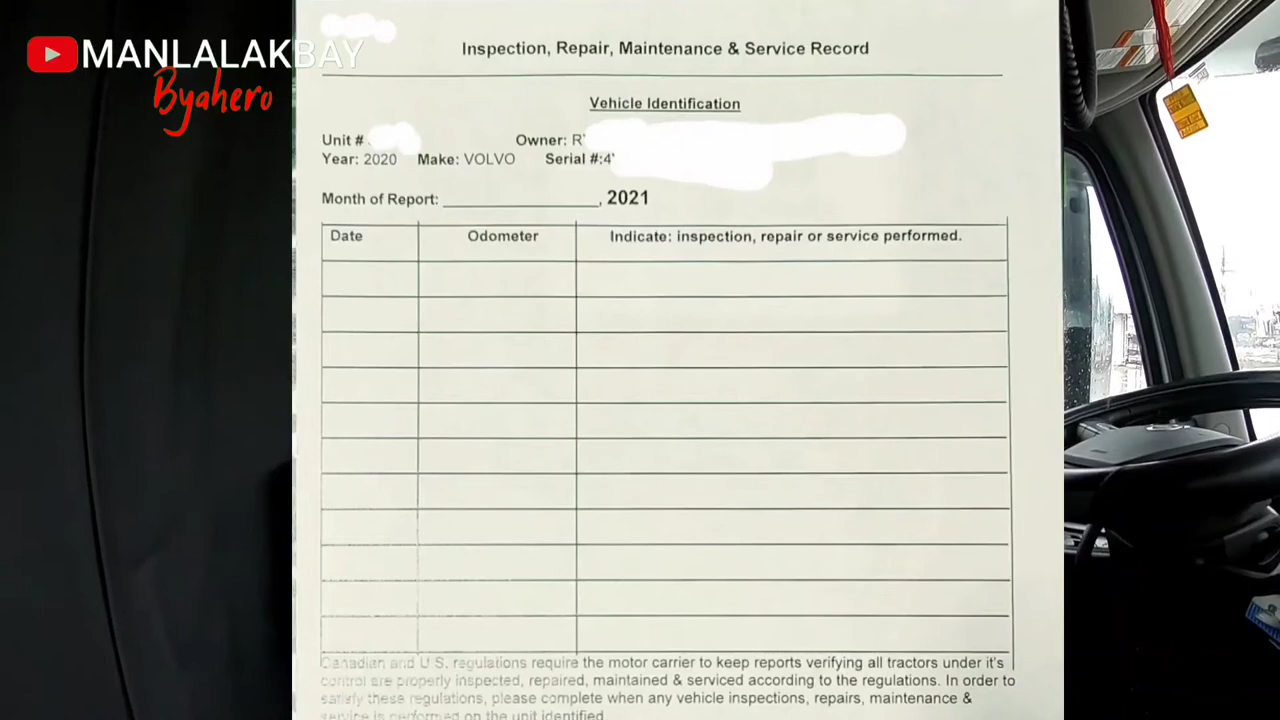 MANLALAKBAY
Byahero
Inspection, Repair, Maintenance & Service Record
Vehicle Identification
Unit #
Owner: R
Year: 2020 Make: VOLVO Serial #:4
Month of Report: ________________, 2021
Date Odometer Indicate: inspection, repair or service performed.
Canadian and U.S. regulations require the motor carrier to keep reports verifying all tractors under it's
control are properly inspected, repaired, maintained & serviced according to the regulations. In order to
satisfy these regulations, please complete when any vehicle inspections, repairs, maintenance &
service is performed on the unit identified